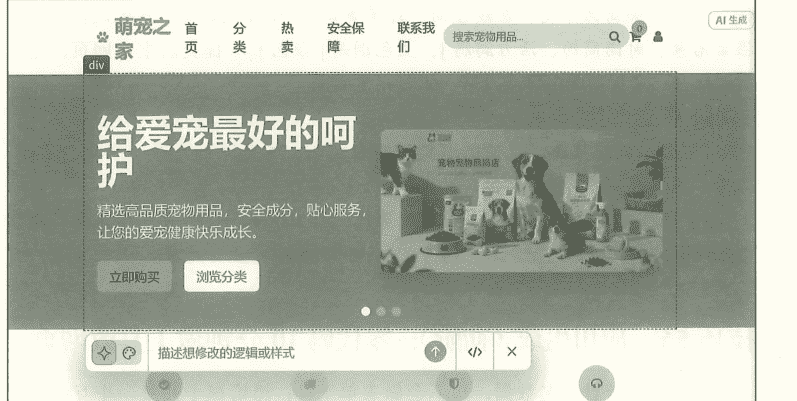 萌宠之
家
首
页
分
类
热
卖
安全保
障
联系我
们
搜索宠物用品...
0
AI 生成
div
给爱宠最好的呵
护
精选高品质宠物用品，安全成分，贴心服务，
让您的爱宠健康快乐成长。
立即购买
浏览分类
描述想修改的逻辑或样式